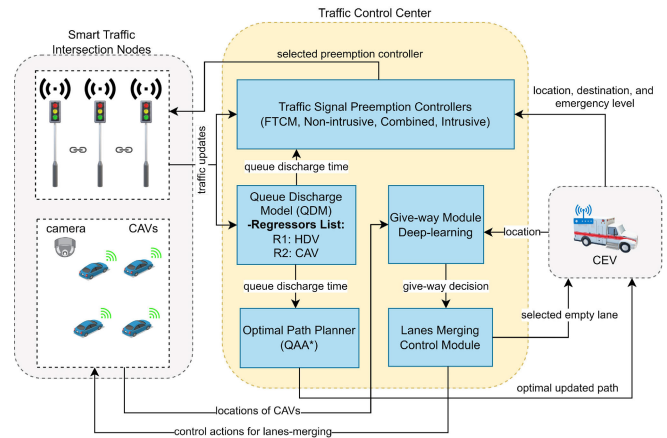 Smart Traffic
Intersection Nodes
Traffic Control Center
selected preemption controller
Traffic Signal Preemption Controllers
(FTCM, Non-intrusive, Combined, Intrusive)
location, destination, and
emergency level
traffic updates
queue discharge time
Queue Discharge
Model (QDM)
-Regressors List:
R1: HDV
R2: CAV
Give-way Module
Deep-learning
location
CEV
camera
CAVs
queue discharge time
give-way decision
selected empty lane
Optimal Path Planner
(QAA*)
Lanes Merging
Control Module
optimal updated path
locations of CAVs
control actions for lanes-merging